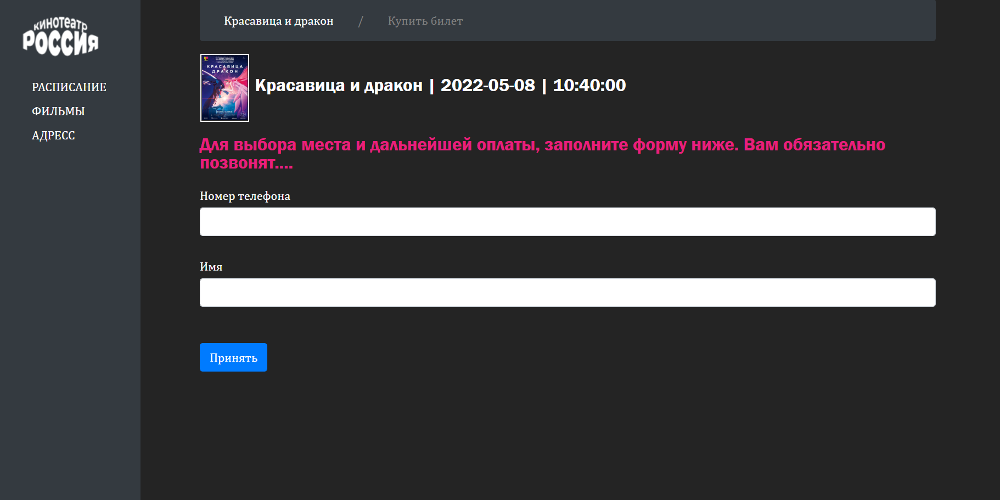 КИНОТЕАТР
РОССИЯ
РАСПИСАНИЕ
ФИЛЬМЫ
АДРЕСС
Красавица и дракон / Купить билет
КРАСАВИЦА
ДРАКОН
Красавица и дракон | 2022-05-08 | 10:40:00
Для выбора места и дальнейшей оплаты, заполните форму ниже. Вам обязательно
позвонят....
Номер телефона
Имя
Принять